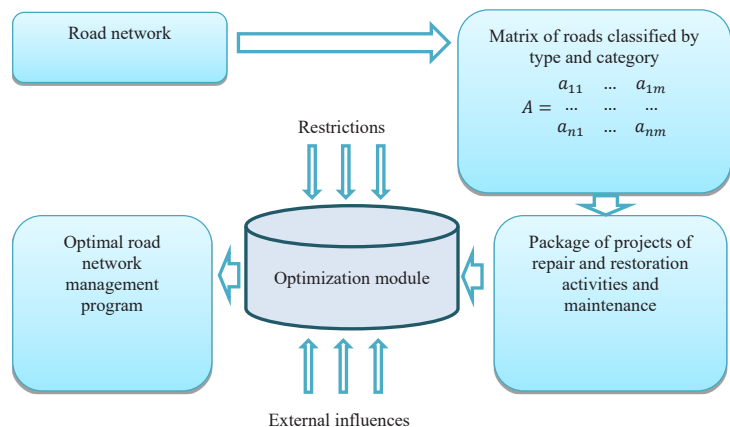 Road network
Matrix of roads classified by
type and category
a₁₁ … a₁ₘ
A = … … …
aₙ₁ … aₙₘ
Restrictions
Optimal road
network
management
program
Optimization module
Package of projects of
repair and restoration
activities and
maintenance
External influences